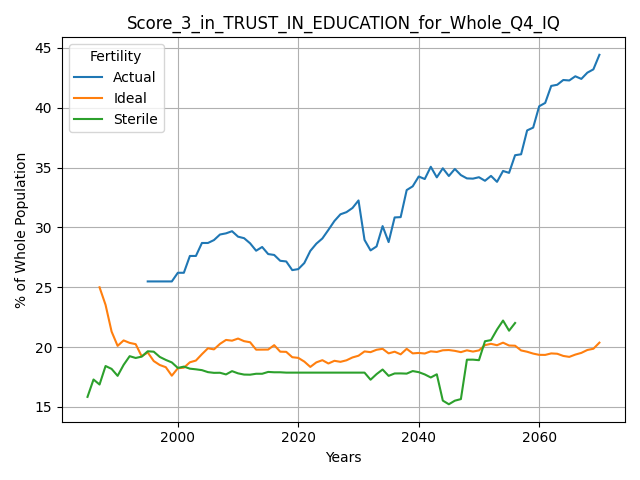 Score_3_in_TRUST_IN_EDUCATION_for_Whole_Q4_IQ
Fertility
Actual
Ideal
Sterile
% of Whole Population
45
40
35
30
25
20
15
2000
2020
2040
2060
Years